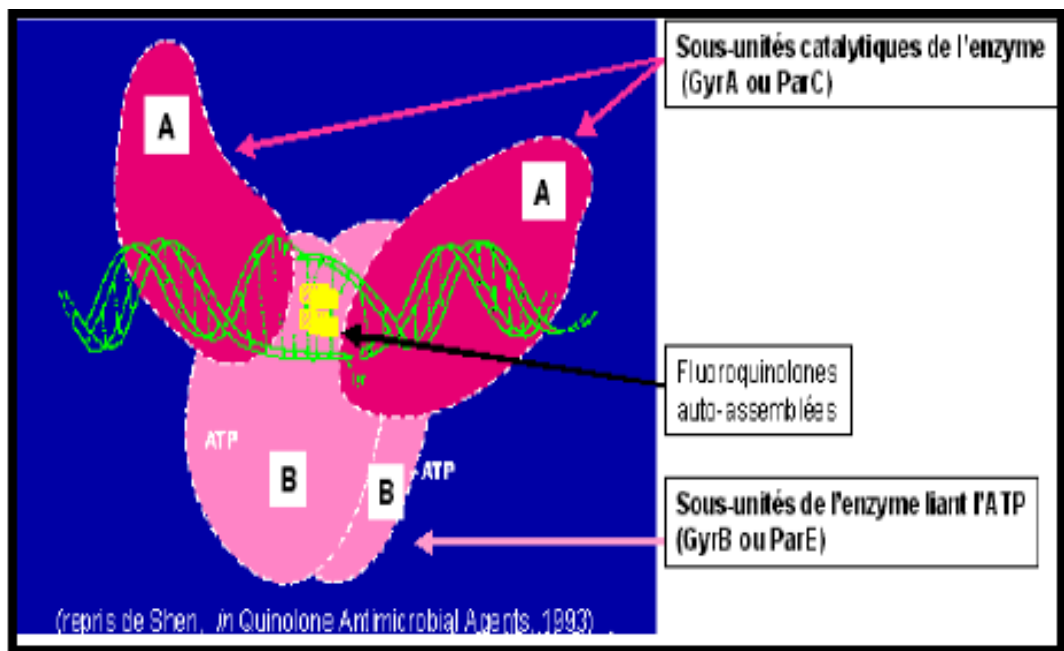 Sous-unités catalytiques de l'enzyme
(GyrA ou ParC)
A
A
Fluoroquinolones
auto-assemblées
ATP
B
B
ATP
Sous-unités de l'enzyme liant l'ATP
(GyrB ou ParE)
(repris de Shen, in Quinolone Antimicrobial Agents, 1993)